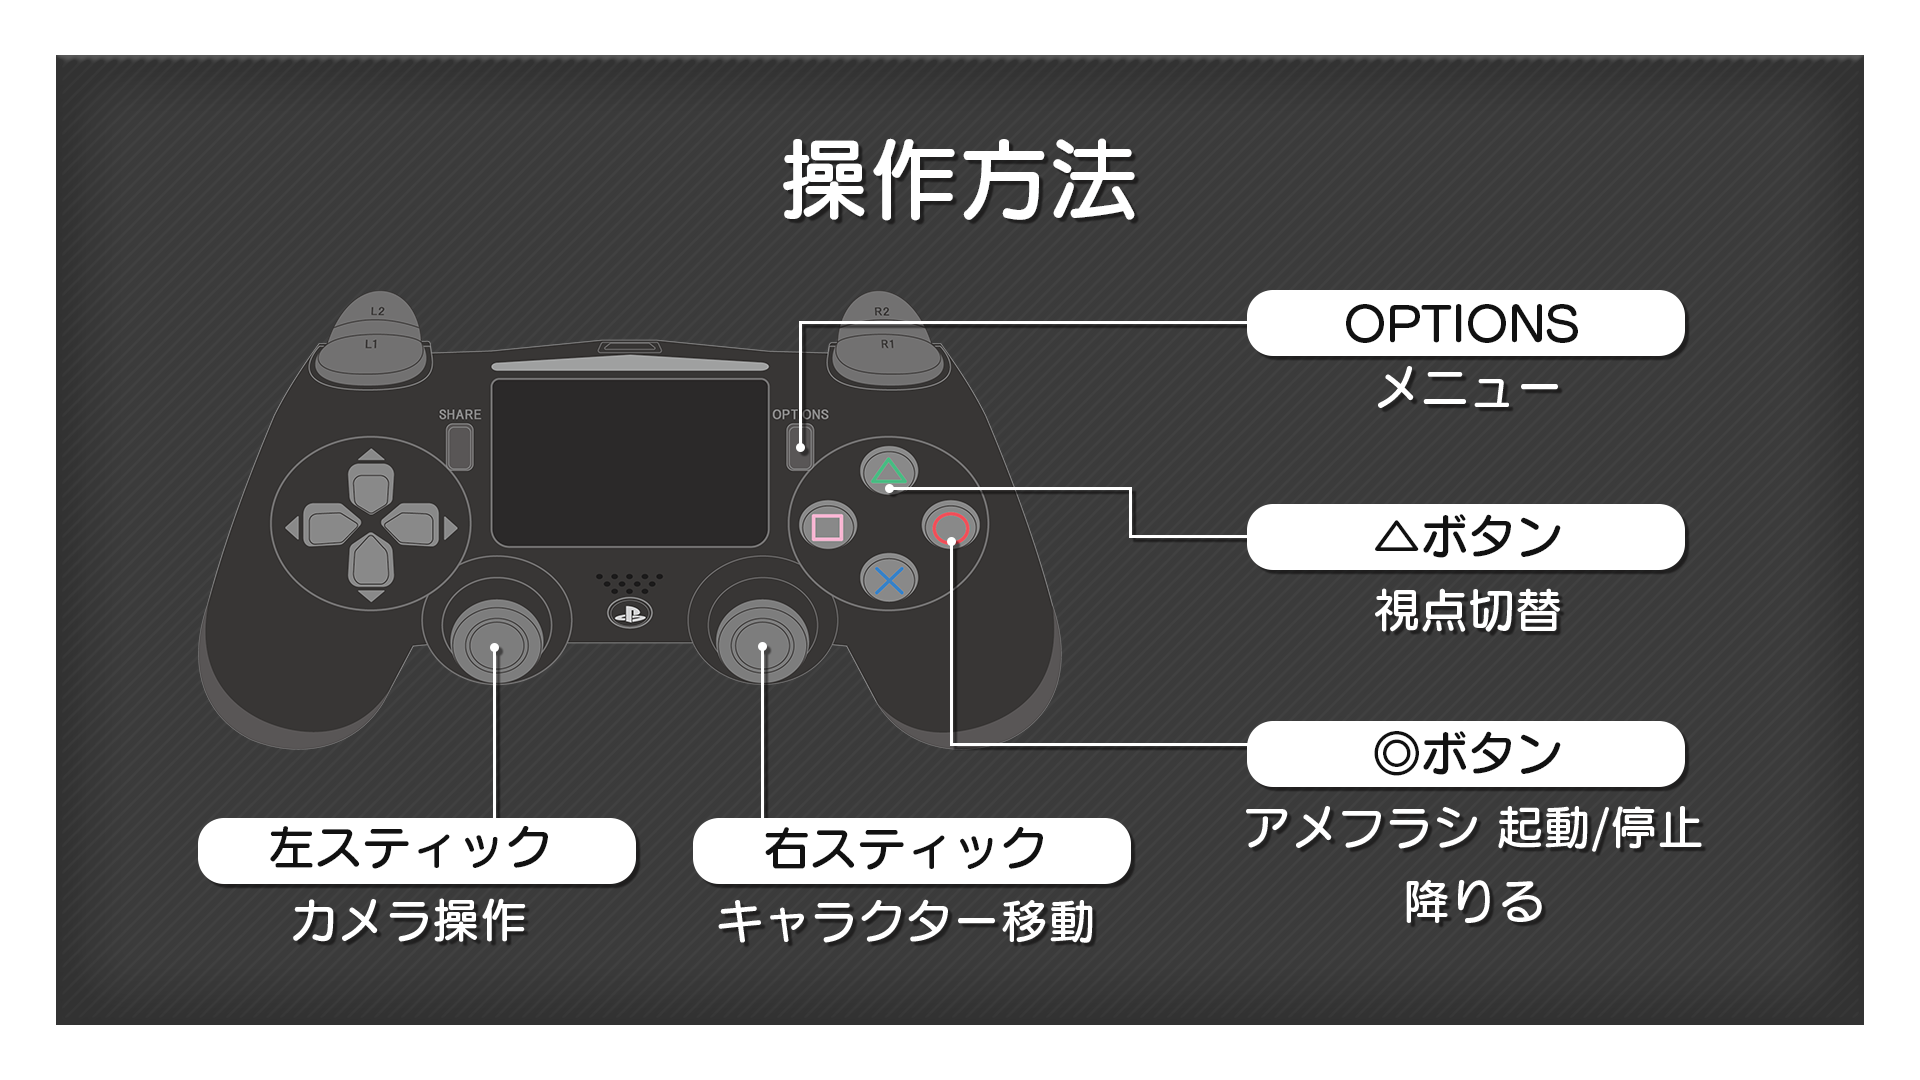 操作方法
L2
L1
R2
R1
SHARE
OPTIONS
OPTIONS
メニュー
△ボタン
視点切替
◎ボタン
アメフラシ 起動/停止
降りる
左スティック
カメラ操作
右スティック
キャラクター移動